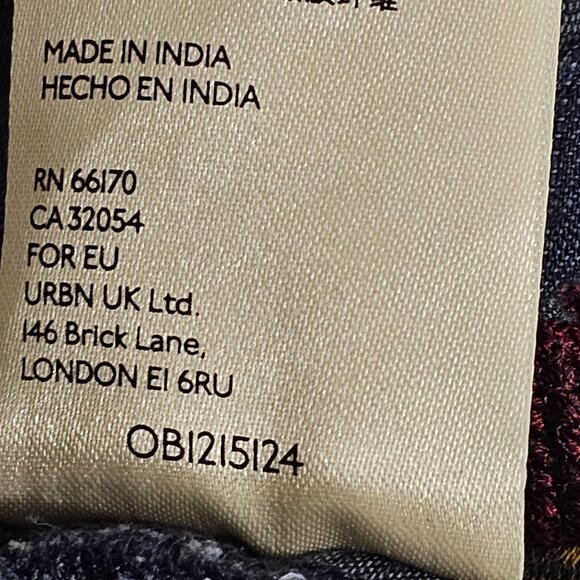 MADE IN INDIA
HECHO EN INDIA
RN 66170
CA 32054
FOR EU
URBN UK Ltd.
146 Brick Lane,
LONDON E1 6RU
OB1215124